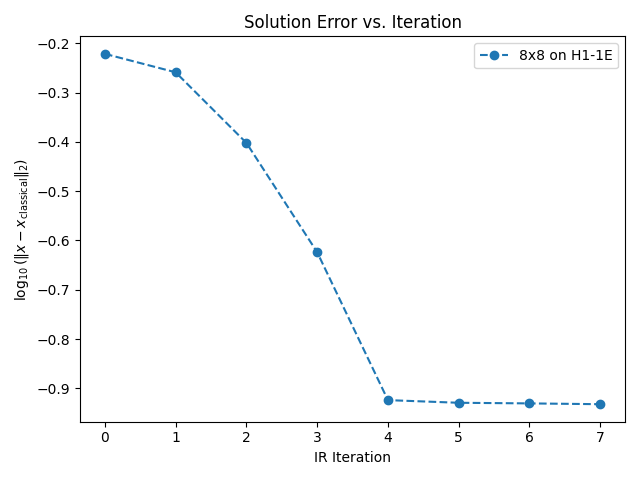 Solution Error vs. Iteration
8x8 on H1-1E
log₁₀(‖x − x_classical‖₂)
−0.2
−0.3
−0.4
−0.5
−0.6
−0.7
−0.8
−0.9
0 1 2 3 4 5 6 7
IR Iteration